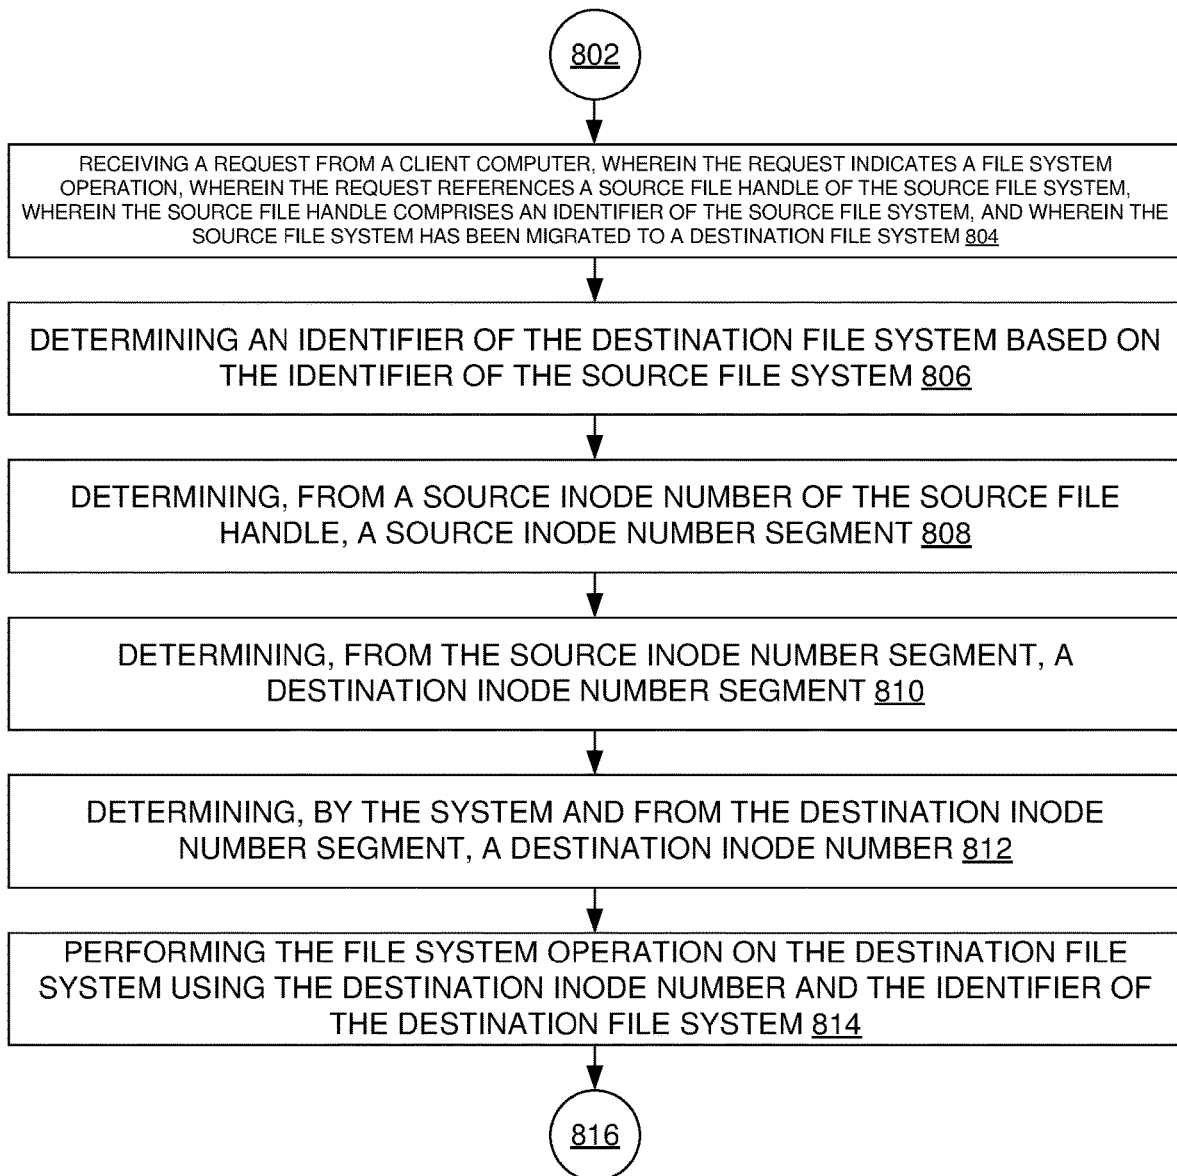 802
RECEIVING A REQUEST FROM A CLIENT COMPUTER, WHEREIN THE REQUEST INDICATES A FILE SYSTEM
OPERATION, WHEREIN THE REQUEST REFERENCES A SOURCE FILE HANDLE OF THE SOURCE FILE SYSTEM,
WHEREIN THE SOURCE FILE HANDLE COMPRISES AN IDENTIFIER OF THE SOURCE FILE SYSTEM, AND WHEREIN THE
SOURCE FILE SYSTEM HAS BEEN MIGRATED TO A DESTINATION FILE SYSTEM 804
DETERMINING AN IDENTIFIER OF THE DESTINATION FILE SYSTEM BASED ON
THE IDENTIFIER OF THE SOURCE FILE SYSTEM 806
DETERMINING, FROM A SOURCE INODE NUMBER OF THE SOURCE FILE
HANDLE, A SOURCE INODE NUMBER SEGMENT 808
DETERMINING, FROM THE SOURCE INODE NUMBER SEGMENT, A
DESTINATION INODE NUMBER SEGMENT 810
DETERMINING, BY THE SYSTEM AND FROM THE DESTINATION INODE
NUMBER SEGMENT, A DESTINATION INODE NUMBER 812
PERFORMING THE FILE SYSTEM OPERATION ON THE DESTINATION FILE
SYSTEM USING THE DESTINATION INODE NUMBER AND THE IDENTIFIER OF
THE DESTINATION FILE SYSTEM 814
816